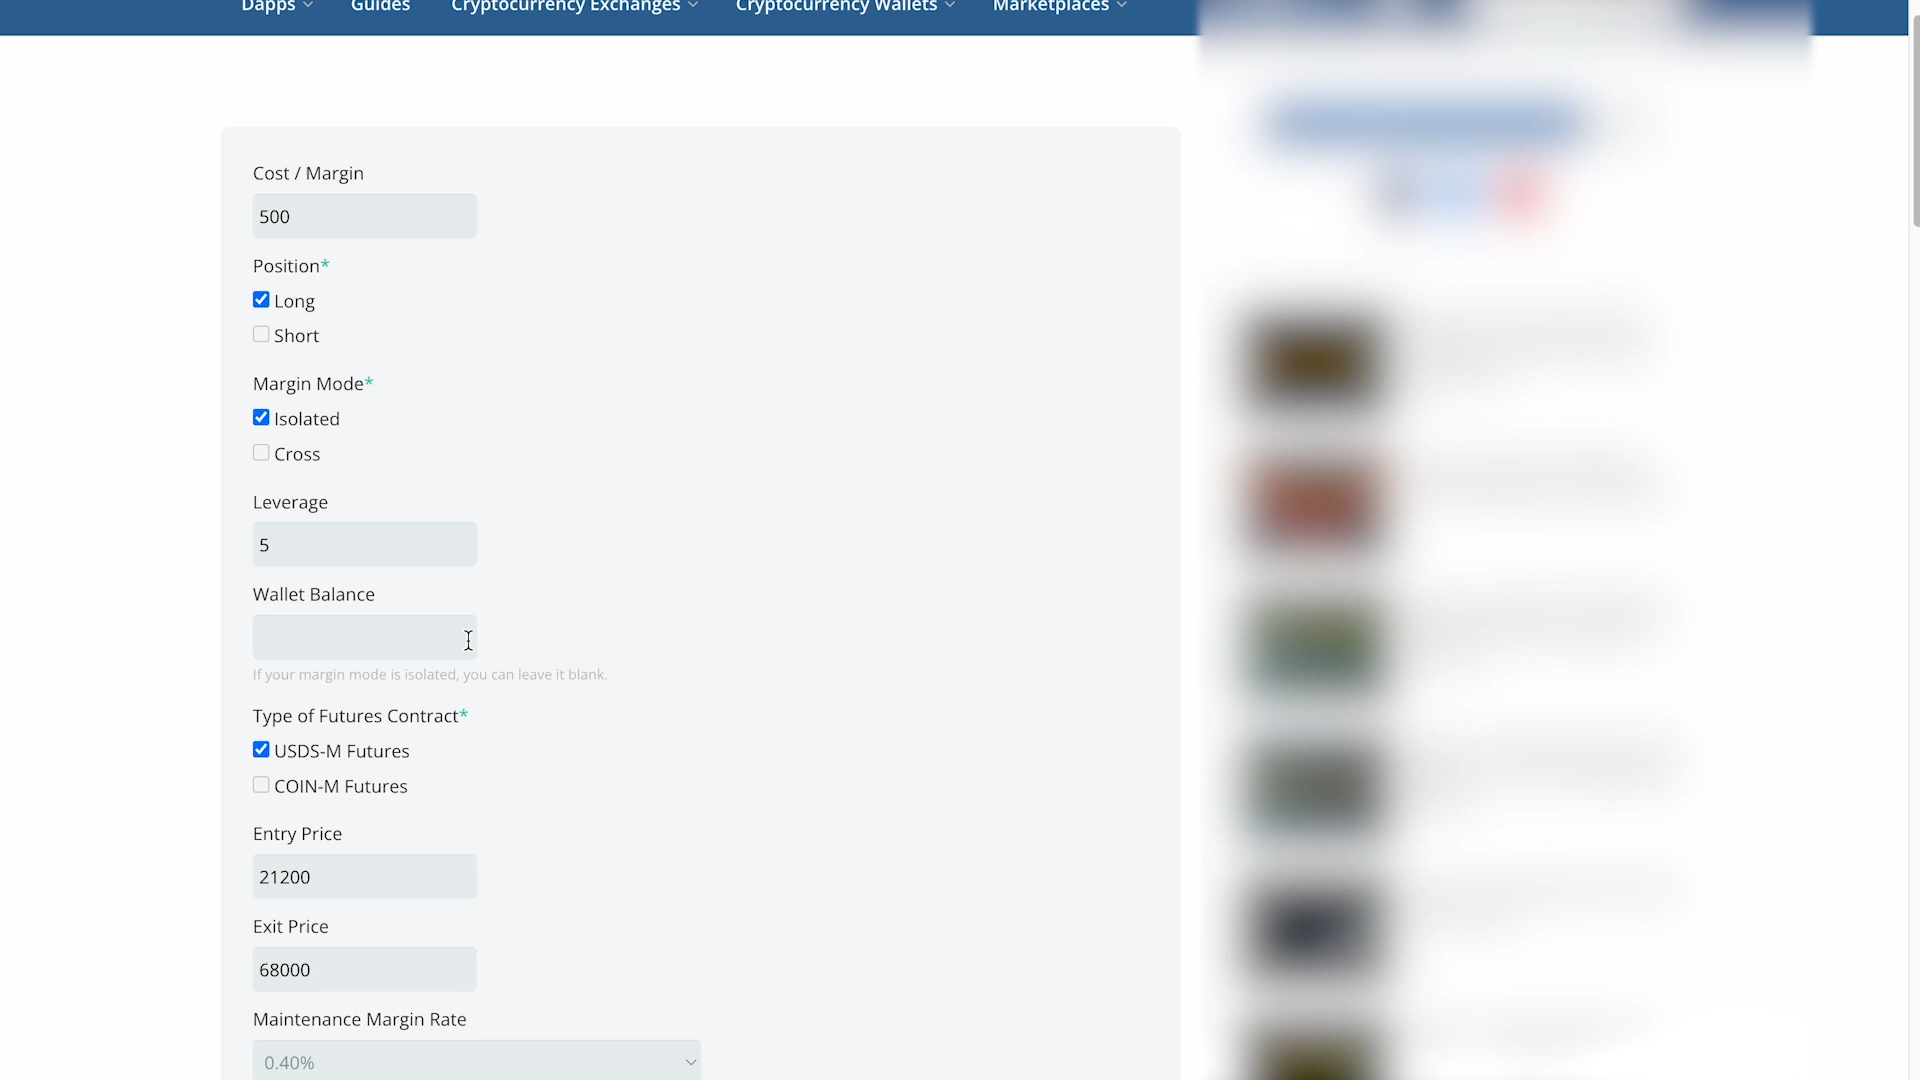 Dapps Guides Cryptocurrency Exchanges Cryptocurrency Wallets Marketplaces
Cost / Margin
500
Position*
Long
Short
Margin Mode*
Isolated
Cross
Leverage
5
Wallet Balance
If your margin mode is isolated, you can leave it blank.
Type of Futures Contract*
USDS-M Futures
COIN-M Futures
Entry Price
21200
Exit Price
68000
Maintenance Margin Rate
0.40%